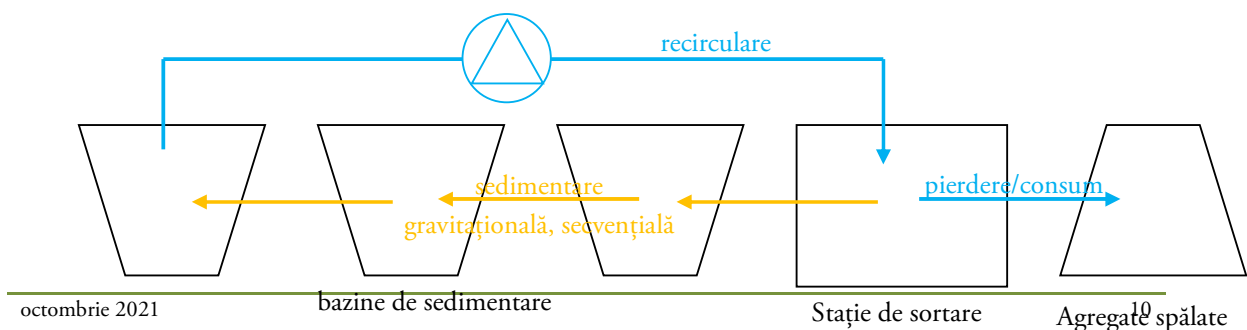 recirculare
sedimentare
pierdere/consum
gravitațională, secvențială
octombrie 2021
bazine de sedimentare
Stație de sortare
10
Agregate spălate